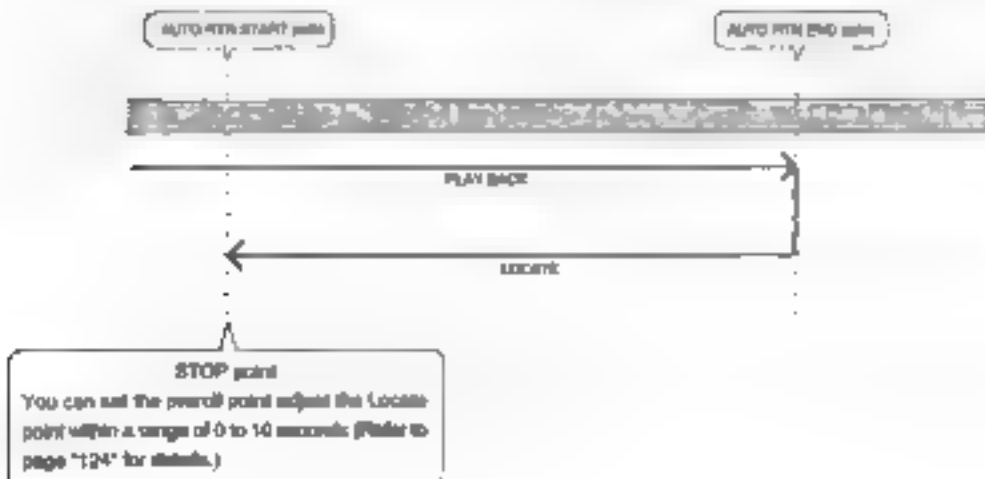 AUTO RTN START point
AUTO RTN END point
PLAY BACK
LOCATE
STOP point
You can set the preroll point adjust the Locate
point within a range of 0 to 10 seconds (Refer to
page "124" for details.)